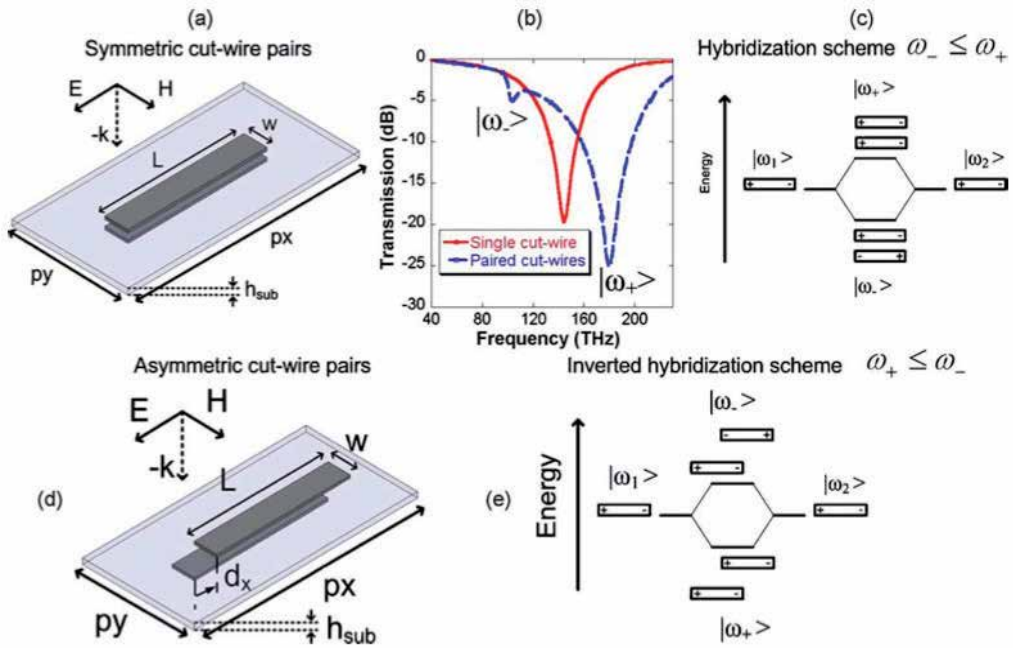 (a)
Symmetric cut-wire pairs
E
H
-k
L
w
px
py
h_sub
(b)
Transmission (dB)
0
-5
-10
-15
-20
-25
-30
40
80
120
160
200
Frequency (THz)
|ω->
|ω+>
Single cut-wire
Paired cut-wires
(c)
Hybridization scheme ω- ≤ ω+
Energy
|ω+>
+ -
+ -
|ω1>
+ -
|ω2>
+ -
+ -
- +
|ω->
Asymmetric cut-wire pairs
(d)
E
H
-k
L
w
d_x
px
py
h_sub
Inverted hybridization scheme ω+ ≤ ω-
(e)
Energy
|ω->
- +
+ -
|ω1>
+ -
|ω2>
+ -
+ -
+ -
|ω+>